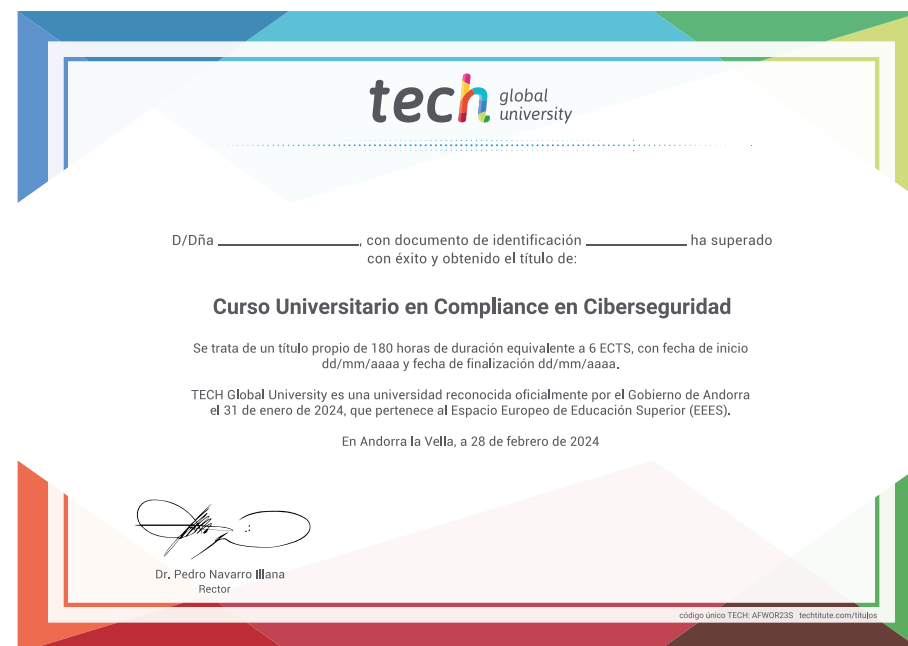 tech global university
D/Dña ____________________, con documento de identificación ______________ ha superado
con éxito y obtenido el título de:
Curso Universitario en Compliance en Ciberseguridad
Se trata de un título propio de 180 horas de duración equivalente a 6 ECTS, con fecha de inicio
dd/mm/aaaa y fecha de finalización dd/mm/aaaa.
TECH Global University es una universidad reconocida oficialmente por el Gobierno de Andorra
el 31 de enero de 2024, que pertenece al Espacio Europeo de Educación Superior (EEES).
En Andorra la Vella, a 28 de febrero de 2024
Dr. Pedro Navarro Illana
Rector
código único TECH: AFWOR23S techtitute.com/titulos